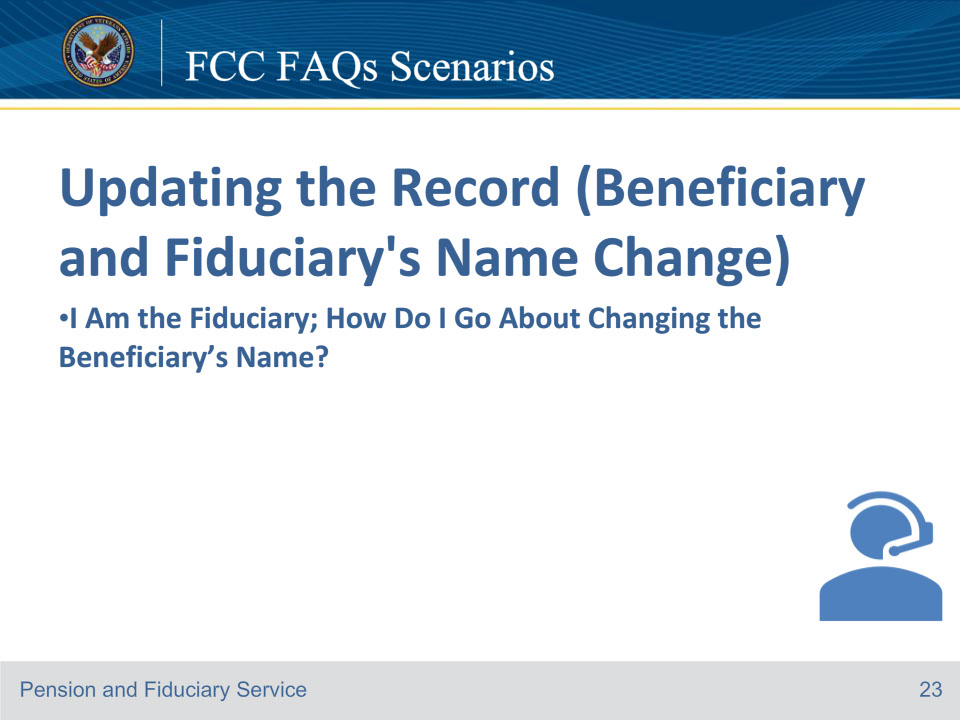 FCC FAQs Scenarios
Updating the Record (Beneficiary
and Fiduciary's Name Change)
•I Am the Fiduciary; How Do I Go About Changing the
Beneficiary’s Name?
Pension and Fiduciary Service
23